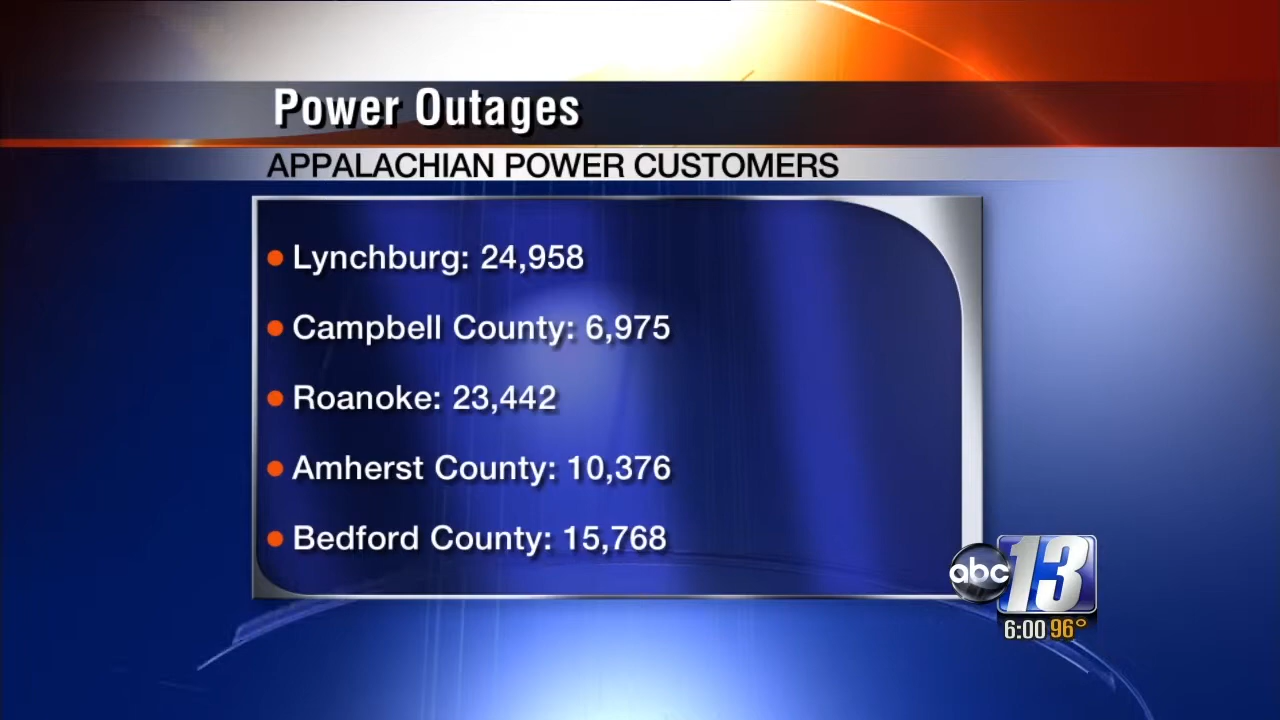 Power Outages
APPALACHIAN POWER CUSTOMERS
Lynchburg: 24,958
Campbell County: 6,975
Roanoke: 23,442
Amherst County: 10,376
Bedford County: 15,768
abc 13
6:00 96°